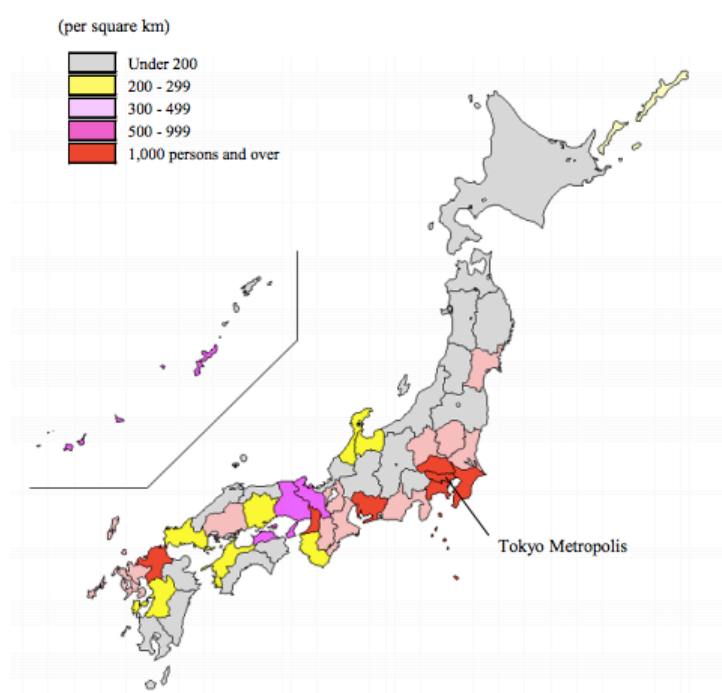 (per square km)
Under 200
200 - 299
300 - 499
500 - 999
1,000 persons and over
Tokyo Metropolis